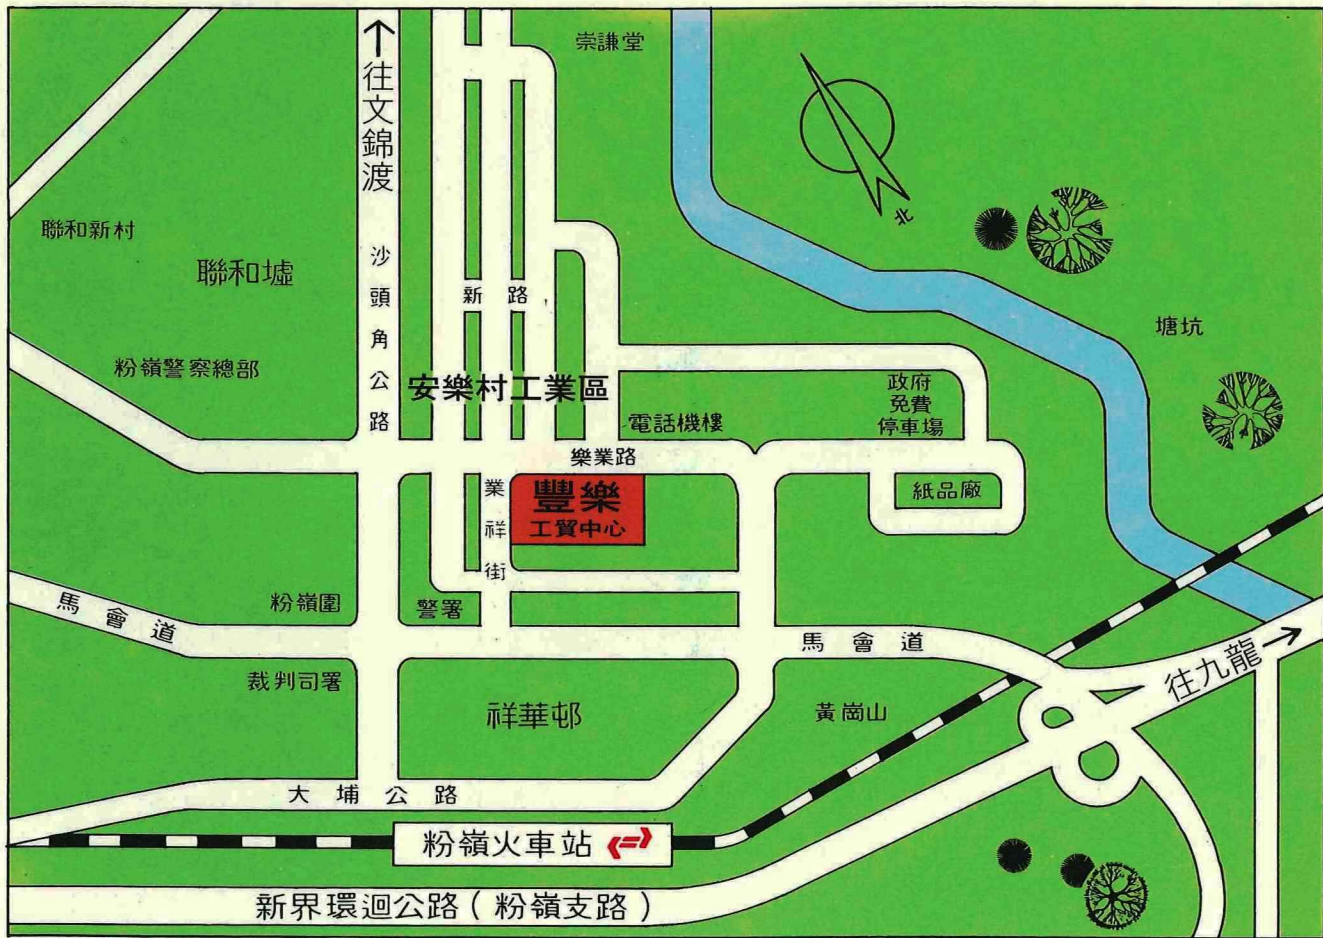 崇謙堂
↑往文錦渡
北
聯和新村
聯和墟
沙頭角公路
新路
塘坑
粉嶺警察總部
安樂村工業區
政府
免費
停車場
電話機樓
樂業路
業祥街
豐樂
工貿中心
紙品廠
馬會道
粉嶺圍
警署
馬會道
往九龍→
裁判司署
祥華邨
黃崗山
大埔公路
粉嶺火車站
新界環迴公路（粉嶺支路）